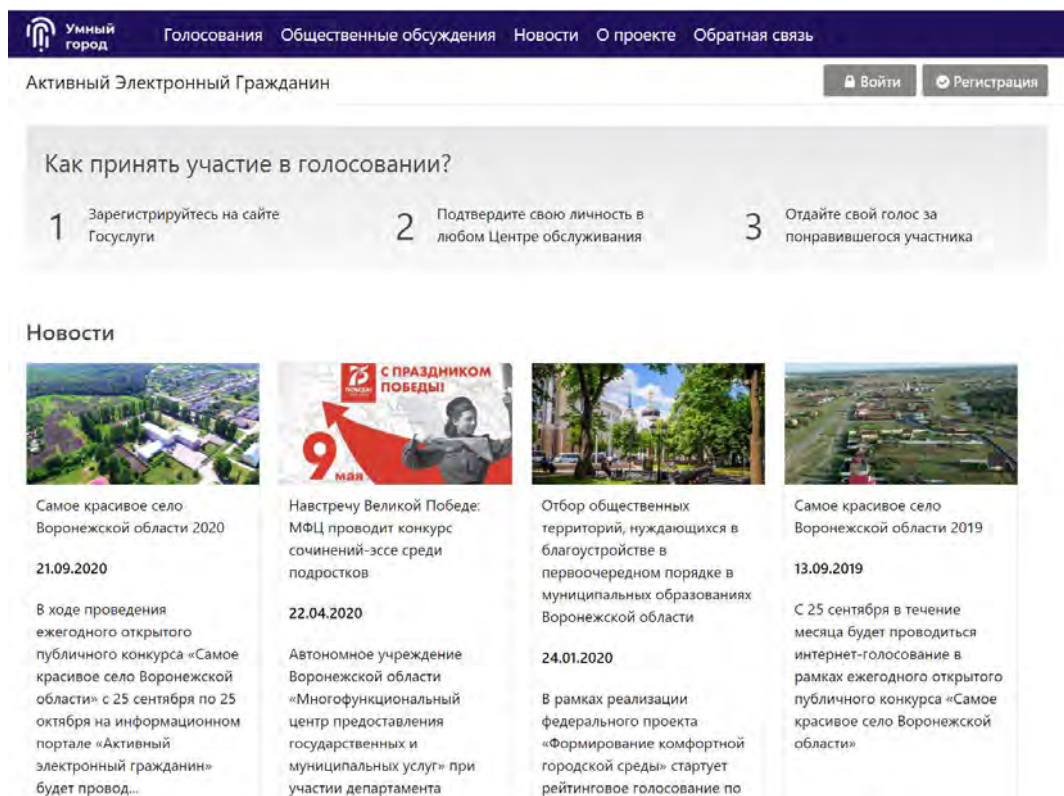 Умный
город
Голосования Общественные обсуждения Новости О проекте Обратная связь
Активный Электронный Гражданин
Войти Регистрация
Как принять участие в голосовании?
1 Зарегистрируйтесь на сайте
Госуслуги
2 Подтвердите свою личность в
любом Центре обслуживания
3 Отдайте свой голос за
понравившегося участника
Новости
75
ПОБЕДА!
С ПРАЗДНИКОМ
ПОБЕДЫ!
9
мая
Самое красивое село
Воронежской области 2020
21.09.2020
В ходе проведения
ежегодного открытого
публичного конкурса «Самое
красивое село Воронежской
области» с 25 сентября по 25
октября на информационном
портале «Активный
электронный гражданин»
будет провод...
Навстречу Великой Победе:
МФЦ проводит конкурс
сочинений-эссе среди
подростков
22.04.2020
Автономное учреждение
Воронежской области
«Многофункциональный
центр предоставления
государственных и
муниципальных услуг» при
участии департамента
Отбор общественных
территорий, нуждающихся в
благоустройстве в
первоочередном порядке в
муниципальных образованиях
Воронежской области
24.01.2020
В рамках реализации
федерального проекта
«Формирование комфортной
городской среды» стартует
рейтинговое голосование по
Самое красивое село
Воронежской области 2019
13.09.2019
С 25 сентября в течение
месяца будет проводиться
интернет-голосование в
рамках ежегодного открытого
публичного конкурса «Самое
красивое село Воронежской
области»